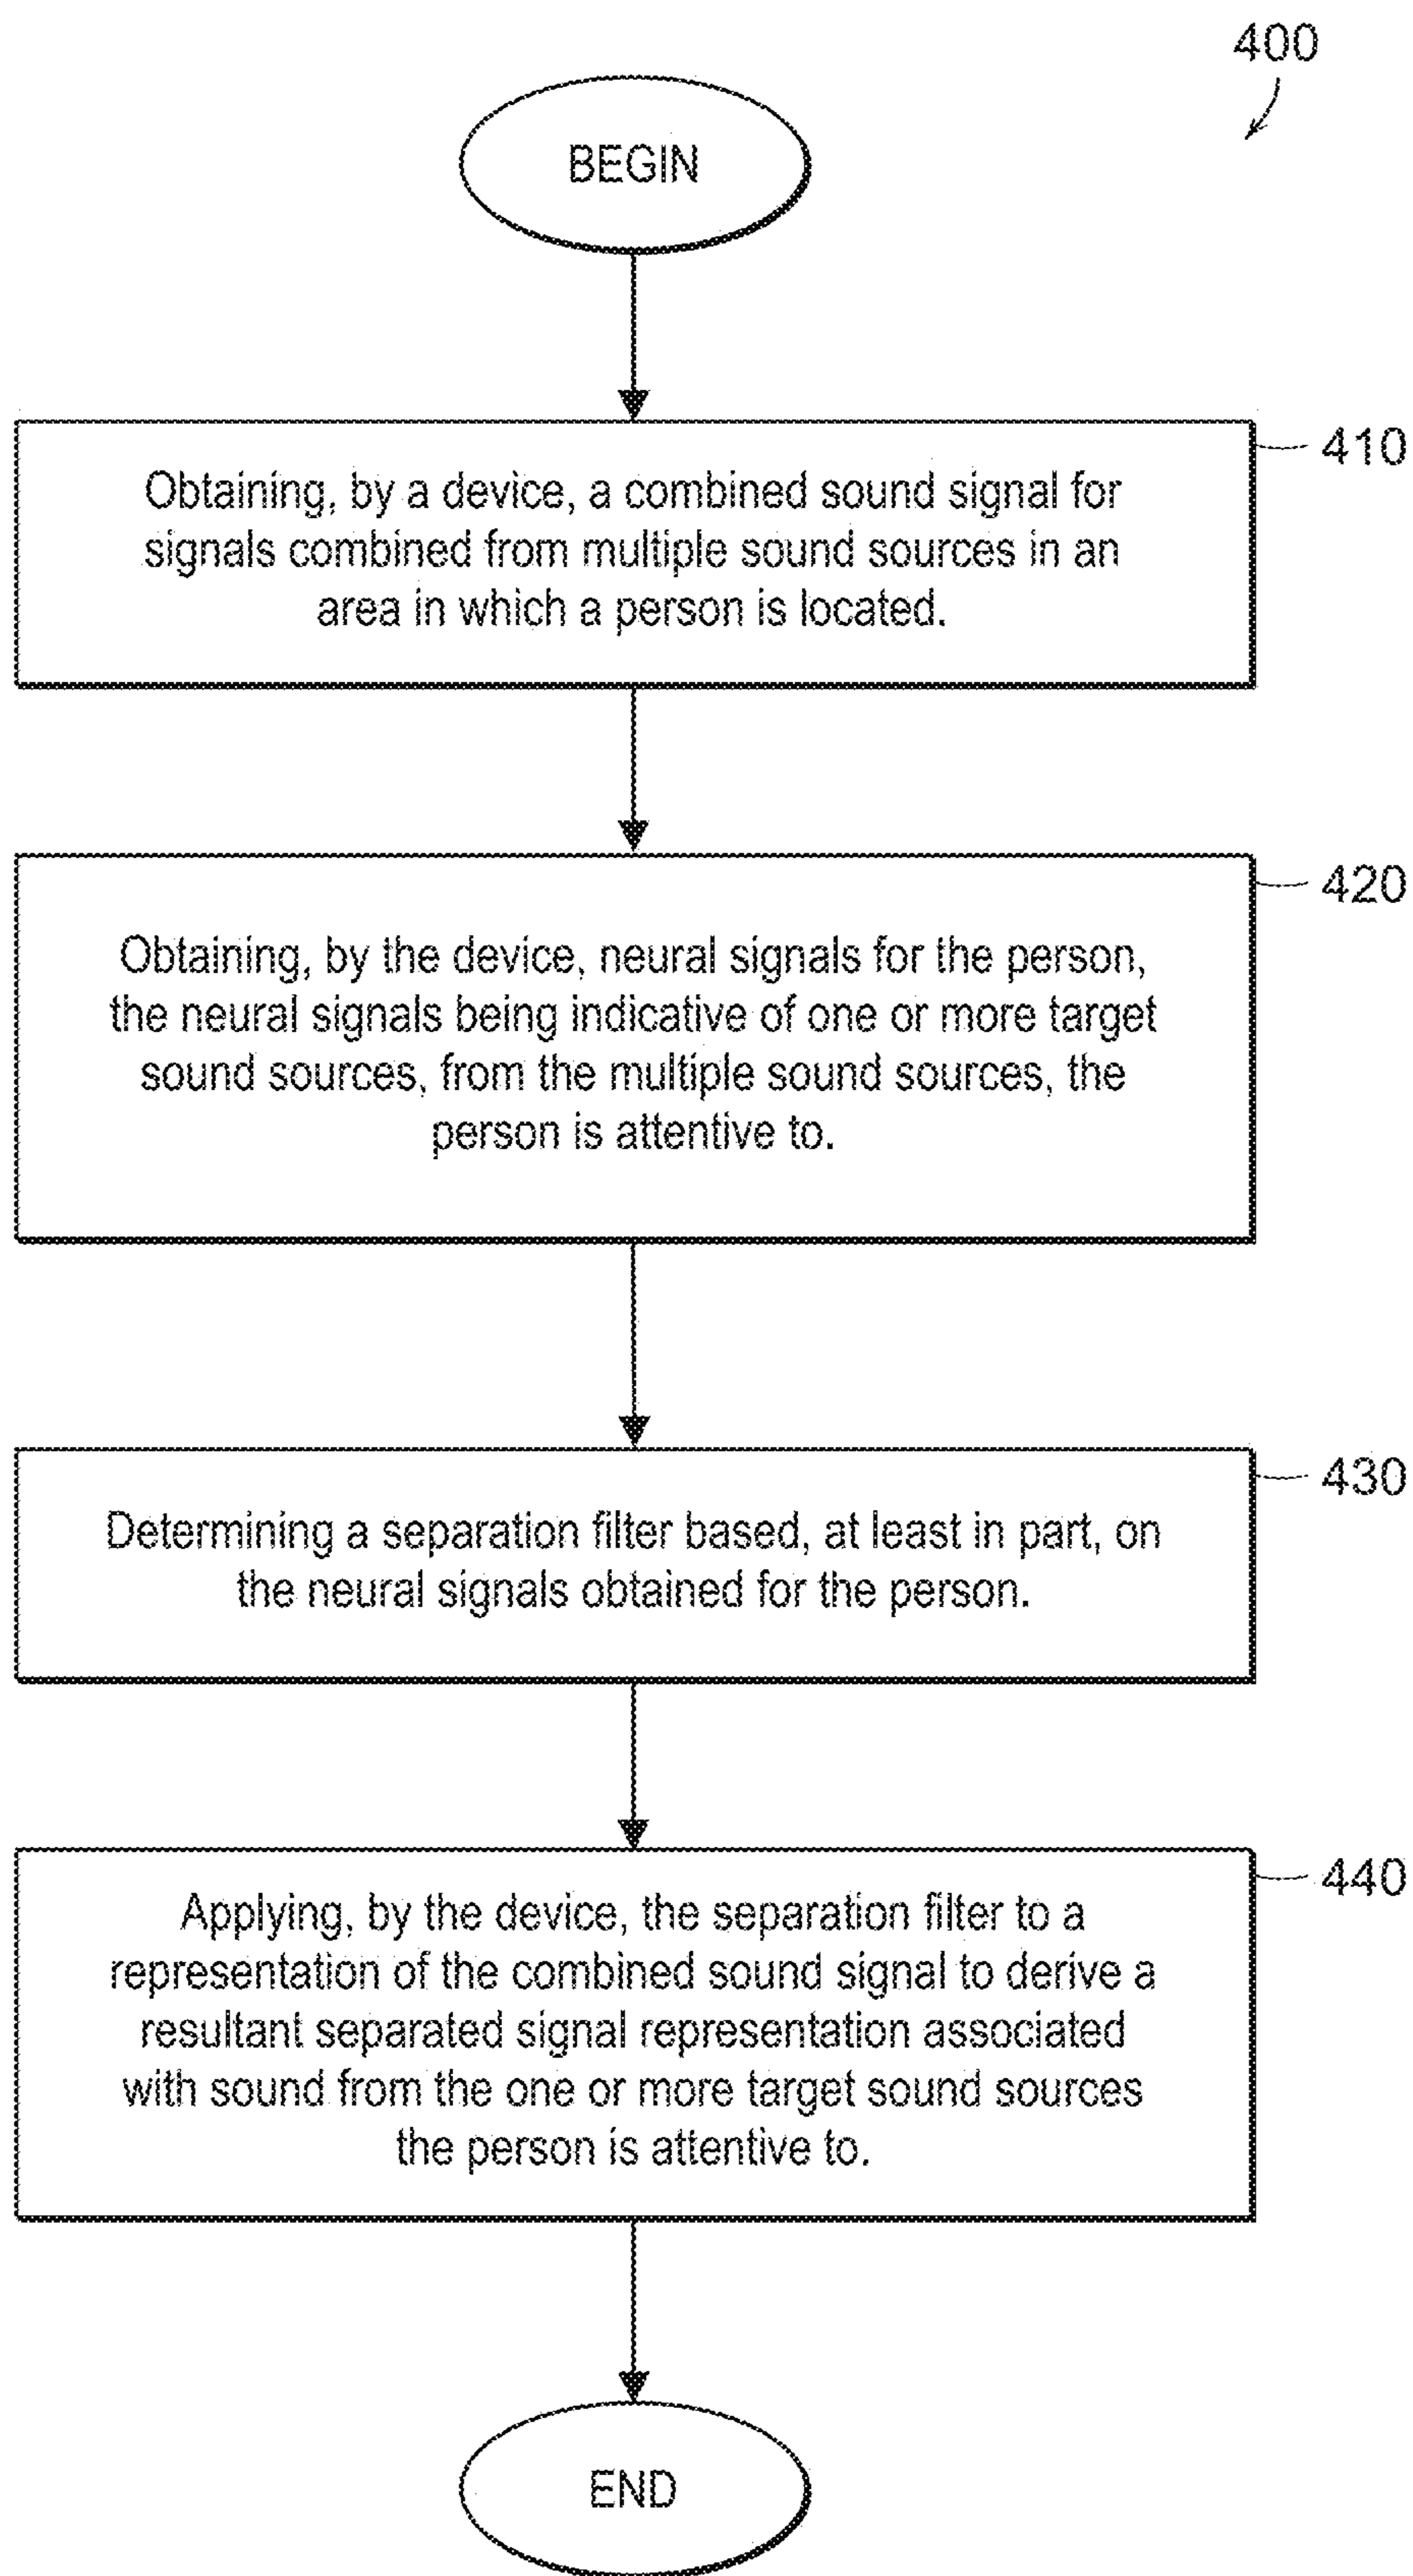 400
BEGIN
410
Obtaining, by a device, a combined sound signal for
signals combined from multiple sound sources in an
area in which a person is located.
420
Obtaining, by the device, neural signals for the person,
the neural signals being indicative of one or more target
sound sources, from the multiple sound sources, the
person is attentive to.
430
Determining a separation filter based, at least in part, on
the neural signals obtained for the person.
440
Applying, by the device, the separation filter to a
representation of the combined sound signal to derive a
resultant separated signal representation associated
with sound from the one or more target sound sources
the person is attentive to.
END